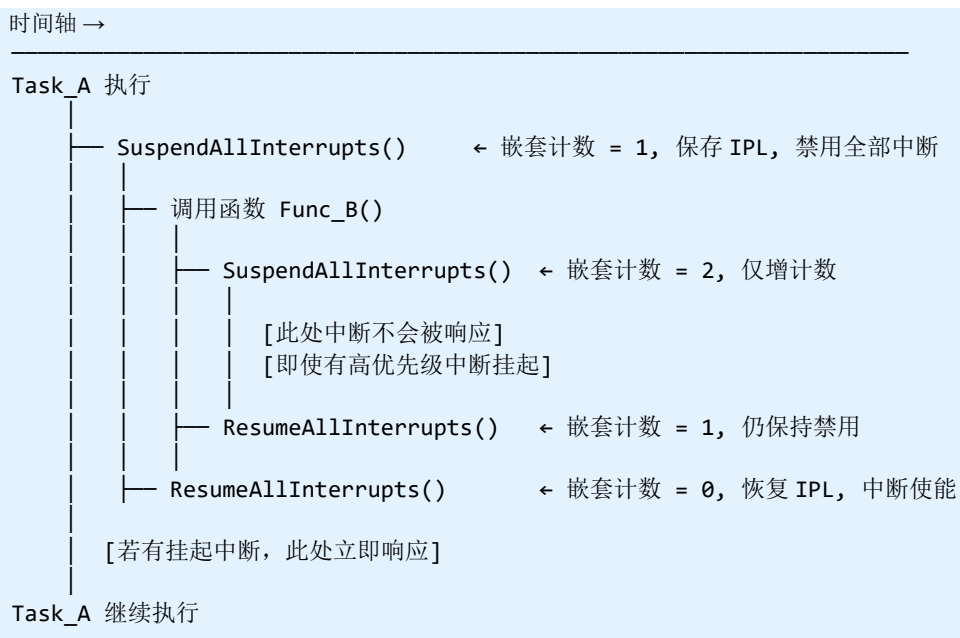 时间轴 →
Task_A 执行
SuspendAllInterrupts() ← 嵌套计数 = 1, 保存 IPL, 禁用全部中断
调用函数 Func_B()
SuspendAllInterrupts() ← 嵌套计数 = 2, 仅增计数
[此处中断不会被响应]
[即使有高优先级中断挂起]
ResumeAllInterrupts() ← 嵌套计数 = 1, 仍保持禁用
ResumeAllInterrupts() ← 嵌套计数 = 0, 恢复 IPL, 中断使能
[若有挂起中断，此处立即响应]
Task_A 继续执行